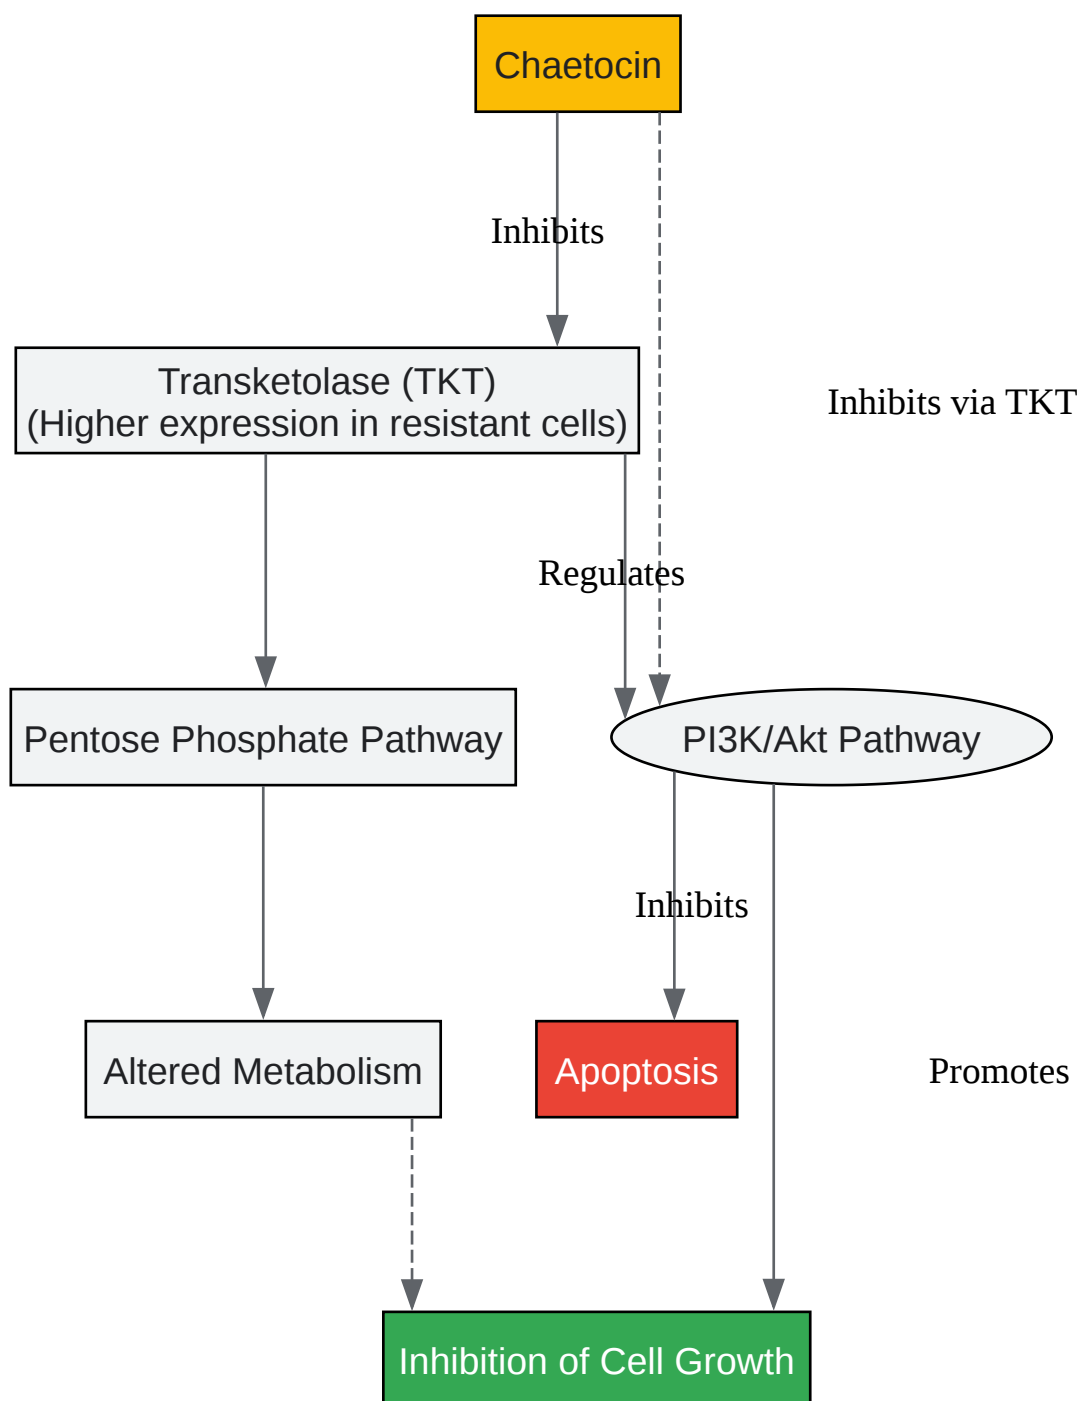 Chaetocin
Inhibits
Transketolase (TKT)
(Higher expression in resistant cells)
Inhibits via TKT
Regulates
Pentose Phosphate Pathway
PI3K/Akt Pathway
Inhibits
Altered Metabolism
Apoptosis
Promotes
Inhibition of Cell Growth